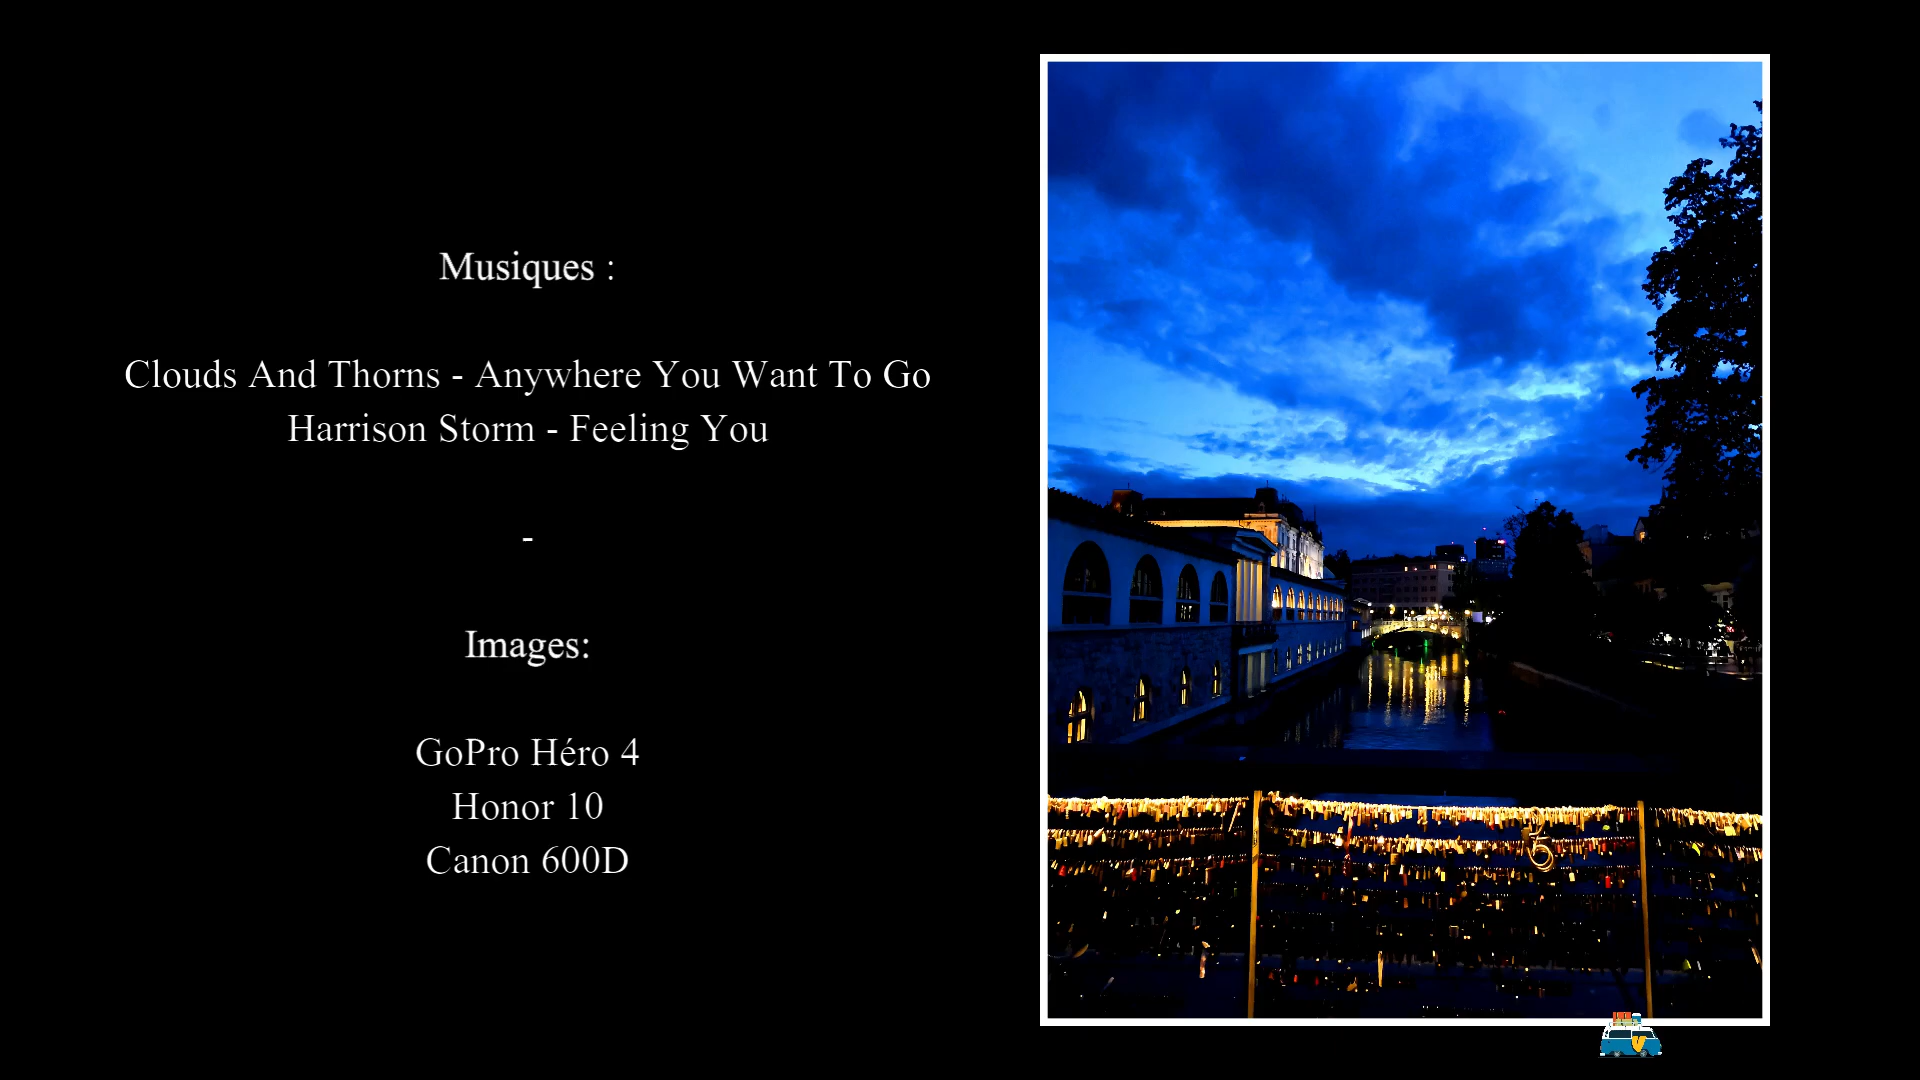 Musiques :
Clouds And Thorns - Anywhere You Want To Go
Harrison Storm - Feeling You
-
Images:
GoPro Héro 4
Honor 10
Canon 600D